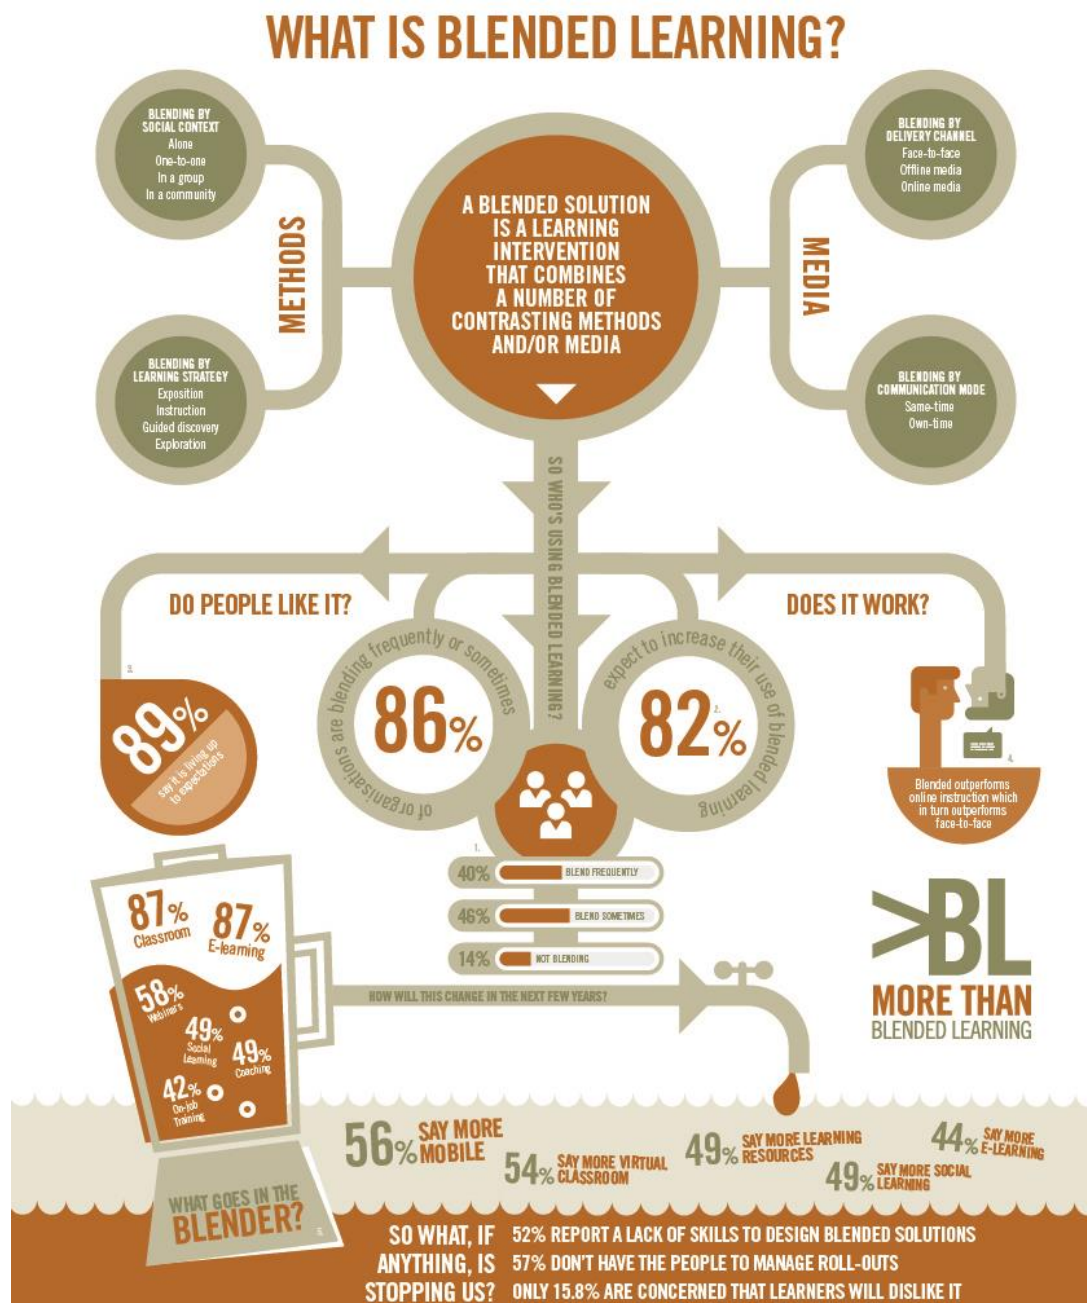 WHAT IS BLENDED LEARNING?
BLENDING BY
SOCIAL CONTEXT
Alone
One-to-one
In a group
In a community
BLENDING BY
LEARNING STRATEGY
Exposition
Instruction
Guided discovery
Exploration
METHODS
A BLENDED SOLUTION
IS A LEARNING
INTERVENTION
THAT COMBINES
A NUMBER OF
CONTRASTING METHODS
AND/OR MEDIA
MEDIA
BLENDING BY
DELIVERY CHANNEL
Face-to-face
Offline media
Online media
BLENDING BY
COMMUNICATION MODE
Same-time
Own-time
SO WHO'S USING BLENDED LEARNING?
DO PEOPLE LIKE IT?
89%
say it is living up
to expectations
86%
of organisations are blending frequently or sometimes
82%
2.
expect to increase their use of blended learning
DOES IT WORK?
4.
Blended outperforms
online instruction which
in turn outperforms
face-to-face
1.
40% BLEND FREQUENTLY
46% BLEND SOMETIMES
14% NOT BLENDING
>BL
MORE THAN
BLENDED LEARNING
87%
Classroom
87%
E-learning
58%
Webinars
49%
Social
Learning
49%
Coaching
42%
On-job
Training
WHAT GOES IN THE
BLENDER?
HOW WILL THIS CHANGE IN THE NEXT FEW YEARS?
56% SAY MORE
MOBILE
54% SAY MORE VIRTUAL
CLASSROOM
49% SAY MORE LEARNING
RESOURCES
49% SAY MORE SOCIAL
LEARNING
44% SAY MORE
E-LEARNING
SO WHAT, IF
ANYTHING, IS
STOPPING US?
52% REPORT A LACK OF SKILLS TO DESIGN BLENDED SOLUTIONS
57% DON'T HAVE THE PEOPLE TO MANAGE ROLL-OUTS
ONLY 15.8% ARE CONCERNED THAT LEARNERS WILL DISLIKE IT